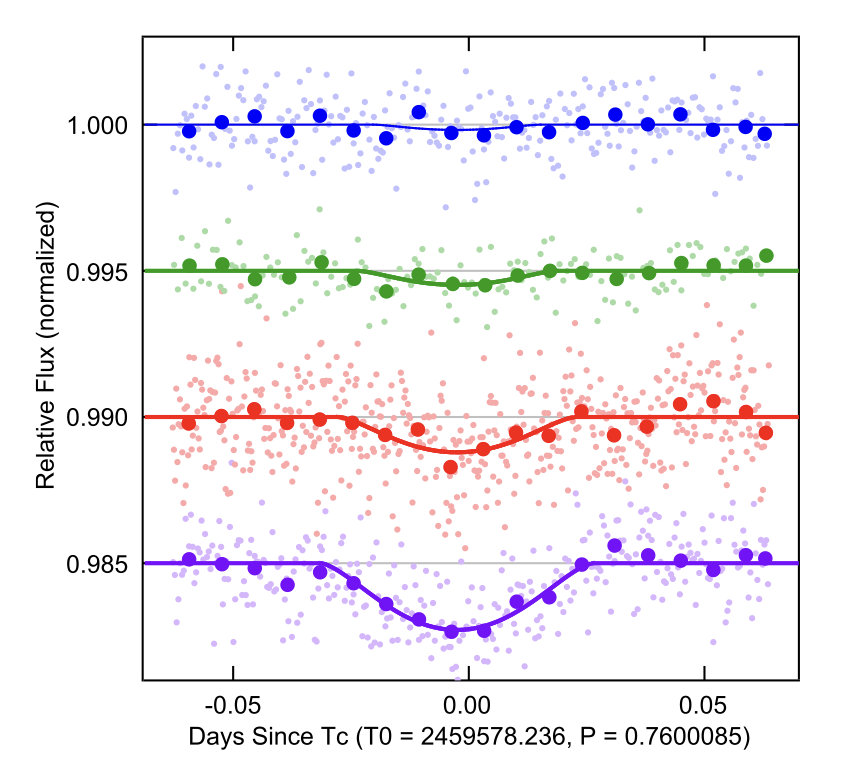 Relative Flux (normalized)
1.000
0.995
0.990
0.985
-0.05 0.00 0.05
Days Since Tc (T0 = 2459578.236, P = 0.7600085)